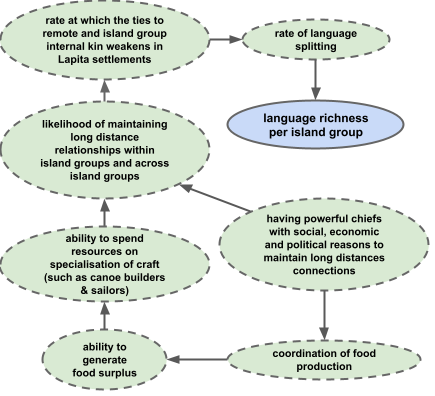 rate at which the ties to
remote and island group
internal kin weakens in
Lapita settlements
rate of language
splitting
language richness
per island group
likelihood of maintaining
long distance
relationships within
island groups and across
island groups
having powerful chiefs
with social, economic
and political reasons to
maintain long distances
connections
ability to spend
resources on
specialisation of craft
(such as canoe builders
& sailors)
ability to
generate
food surplus
coordination of food
production